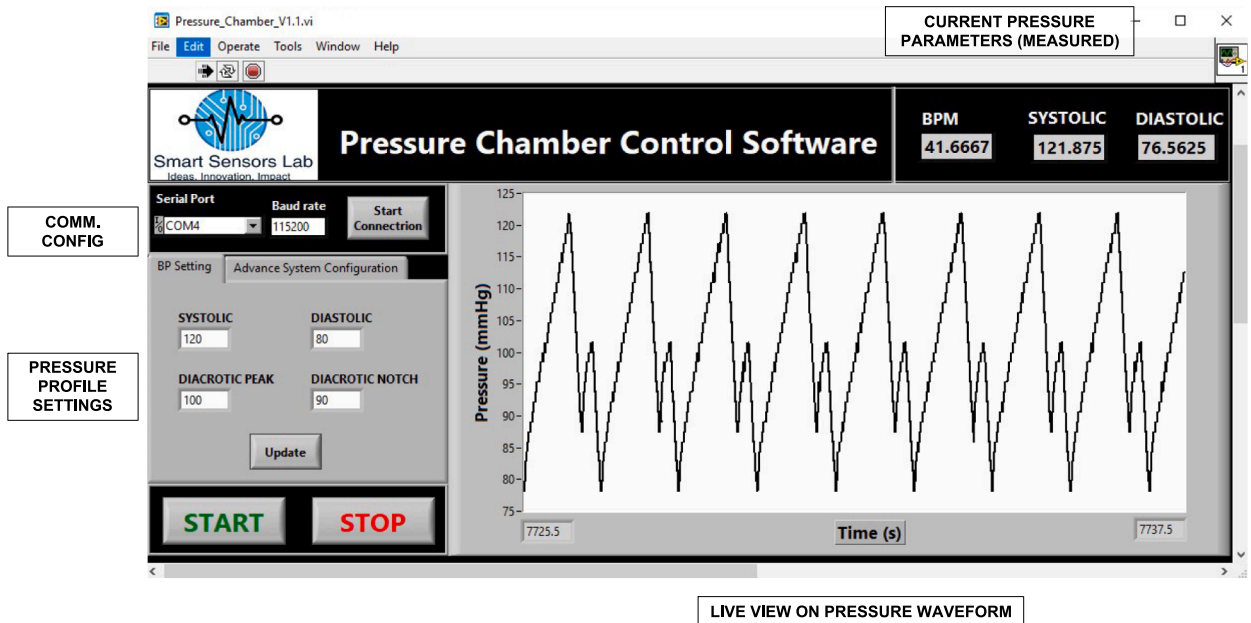 Pressure_Chamber_V1.1.vi
CURRENT PRESSURE
PARAMETERS (MEASURED)
File Edit Operate Tools Window Help
1
Smart Sensors Lab
Ideas, Innovation, Impact
Pressure Chamber Control Software
BPM SYSTOLIC DIASTOLIC
41.6667 121.875 76.5625
COMM.
CONFIG
Serial Port
Baud rate
COM4
115200
Start
Connectrion
BP Setting Advance System Configuration
SYSTOLIC DIASTOLIC
120 80
PRESSURE
PROFILE
SETTINGS
DIACROTIC PEAK DIACROTIC NOTCH
100 90
Update
START STOP
Pressure (mmHg)
125
120
115
110
105
100
95
90
85
80
75
7725.5 Time (s) 7737.5
LIVE VIEW ON PRESSURE WAVEFORM